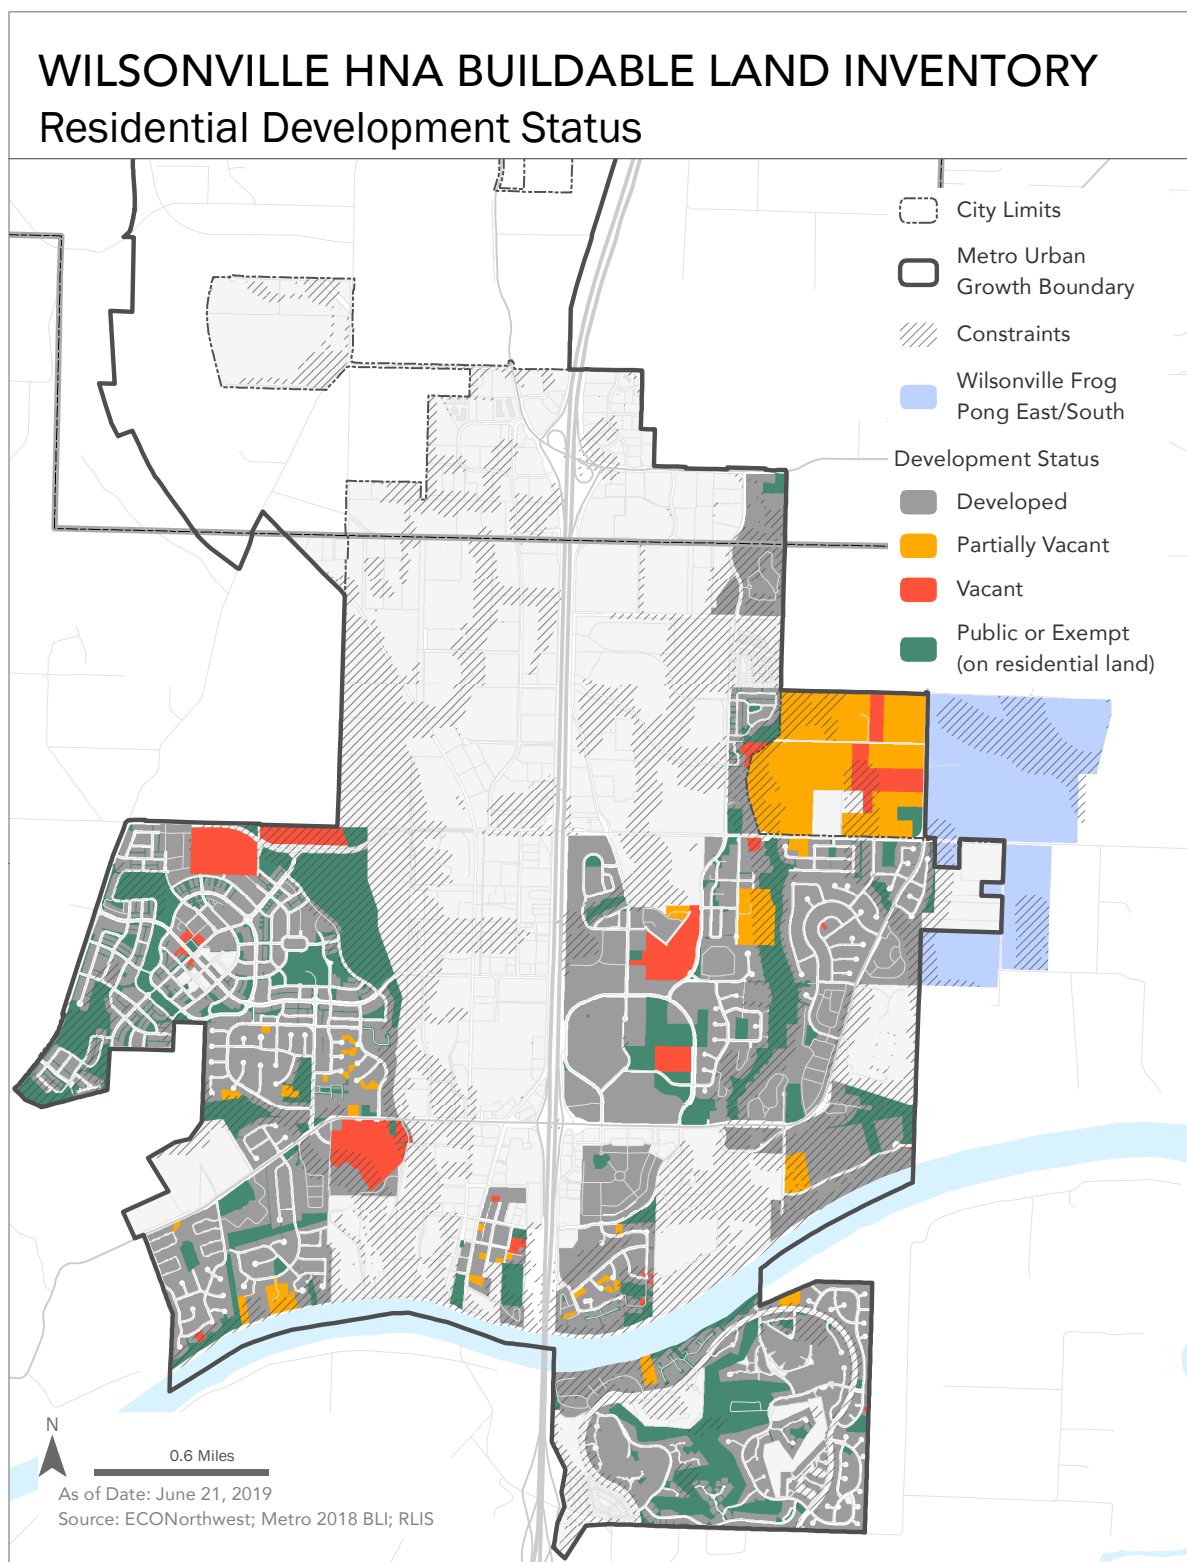 WILSONVILLE HNA BUILDABLE LAND INVENTORY
Residential Development Status
City Limits
Metro Urban
Growth Boundary
Constraints
Wilsonville Frog
Pong East/South
Development Status
Developed
Partially Vacant
Vacant
Public or Exempt
(on residential land)
N
0.6 Miles
As of Date: June 21, 2019
Source: ECONorthwest; Metro 2018 BLI; RLIS